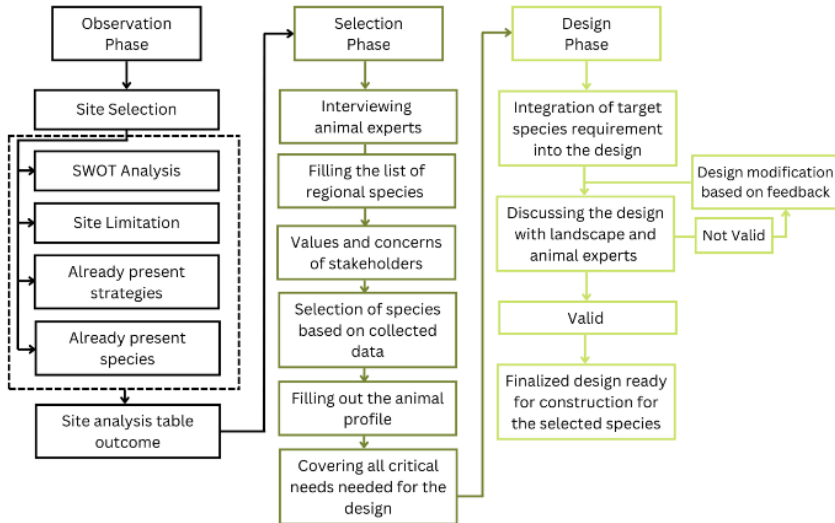 Observation
Phase
Site Selection
SWOT Analysis
Site Limitation
Already present
strategies
Already present
species
Site analysis table
outcome
Selection
Phase
Interviewing
animal experts
Filling the list of
regional species
Values and concerns
of stakeholders
Selection of species
based on collected
data
Filling out the animal
profile
Covering all critical
needs needed for the
design
Design
Phase
Integration of target
species requirement
into the design
Design modification
based on feedback
Discussing the design
with landscape and
animal experts
Not Valid
Valid
Finalized design ready
for construction for
the selected species